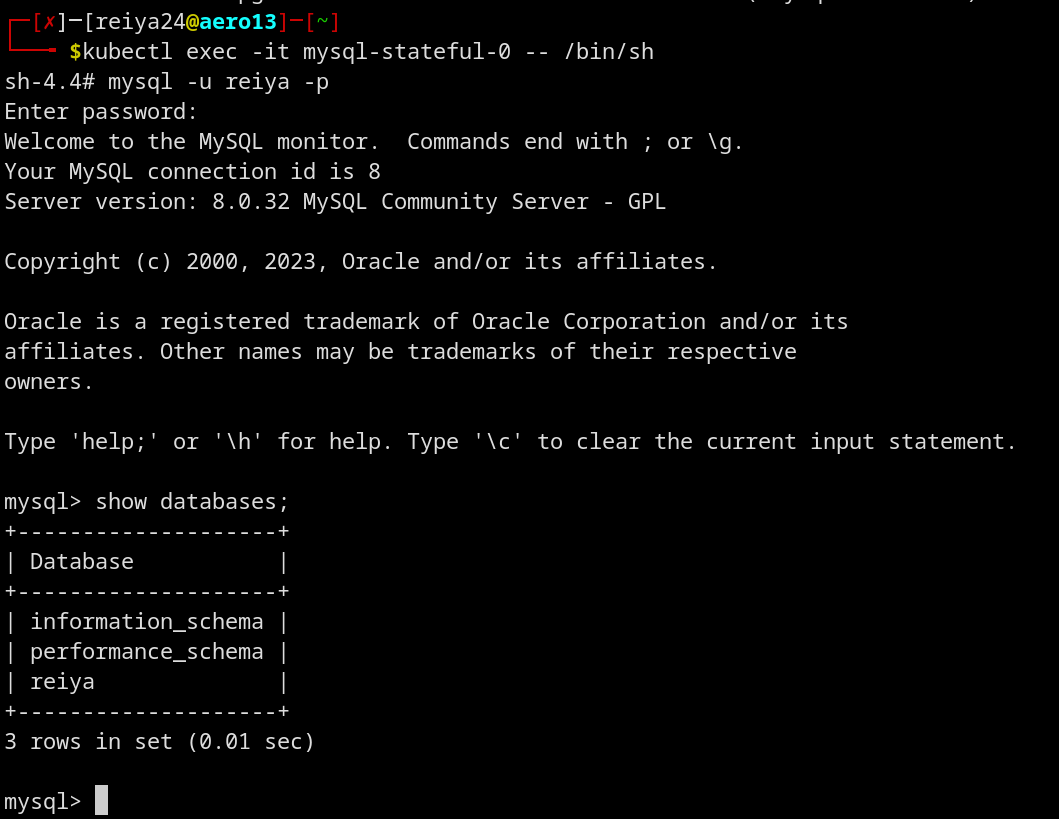 ┌─[✗]─[reiya24@aero13]─[~]
└──╼ $kubectl exec -it mysql-stateful-0 -- /bin/sh
sh-4.4# mysql -u reiya -p
Enter password:
Welcome to the MySQL monitor.  Commands end with ; or \g.
Your MySQL connection id is 8
Server version: 8.0.32 MySQL Community Server - GPL

Copyright (c) 2000, 2023, Oracle and/or its affiliates.

Oracle is a registered trademark of Oracle Corporation and/or its
affiliates. Other names may be trademarks of their respective
owners.

Type 'help;' or '\h' for help. Type '\c' to clear the current input statement.

mysql> show databases;
+--------------------+
| Database           |
+--------------------+
| information_schema |
| performance_schema |
| reiya              |
+--------------------+
3 rows in set (0.01 sec)

mysql>